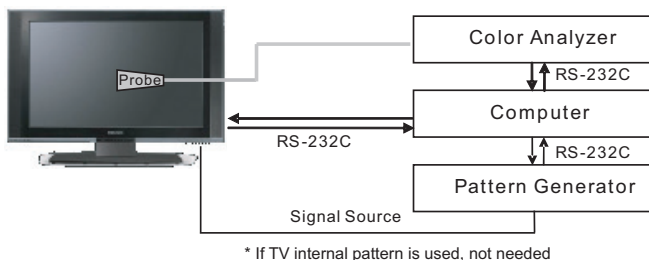 Color Analyzer
Probe
RS-232C
Computer
RS-232C
RS-232C
Pattern Generator
Signal Source
* If TV internal pattern is used, not needed